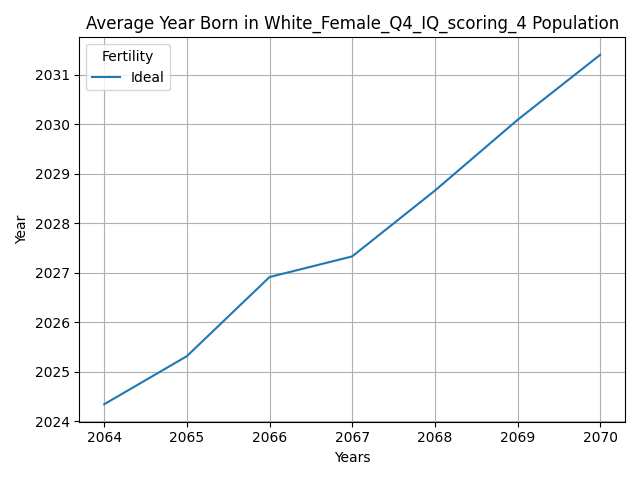 Average Year Born in White_Female_Q4_IQ_scoring_4 Population
Fertility
Ideal
Year
2031
2030
2029
2028
2027
2026
2025
2024
2064 2065 2066 2067 2068 2069 2070
Years